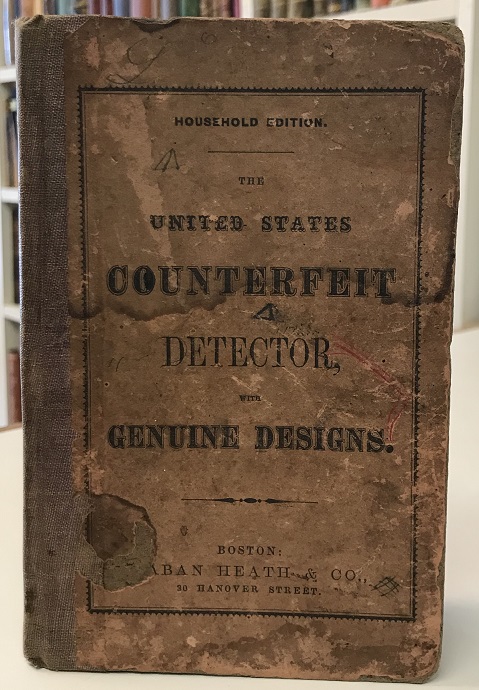 HOUSEHOLD EDITION.
THE
UNITED STATES
COUNTERFEIT
DETECTOR,
WITH
GENUINE DESIGNS.
BOSTON:
ABAN HEATH & CO.,
30 HANOVER STREET.